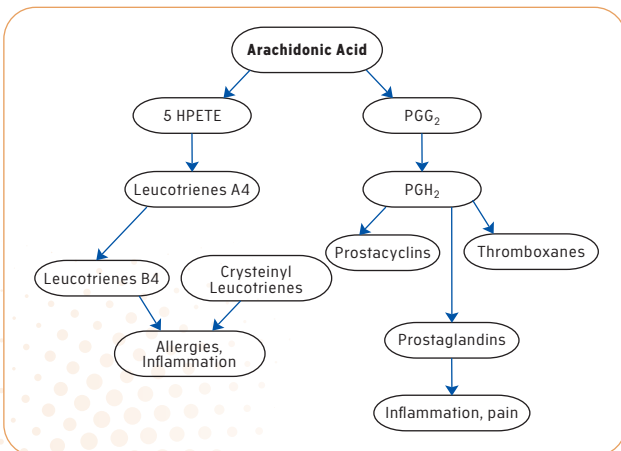 Arachidonic Acid
5 HPETE
PGG₂
Leucotrienes A4
PGH₂
Prostacyclins
Thromboxanes
Leucotrienes B4
Crysteinyl
Leucotrienes
Allergies,
Inflammation
Prostaglandins
Inflammation, pain